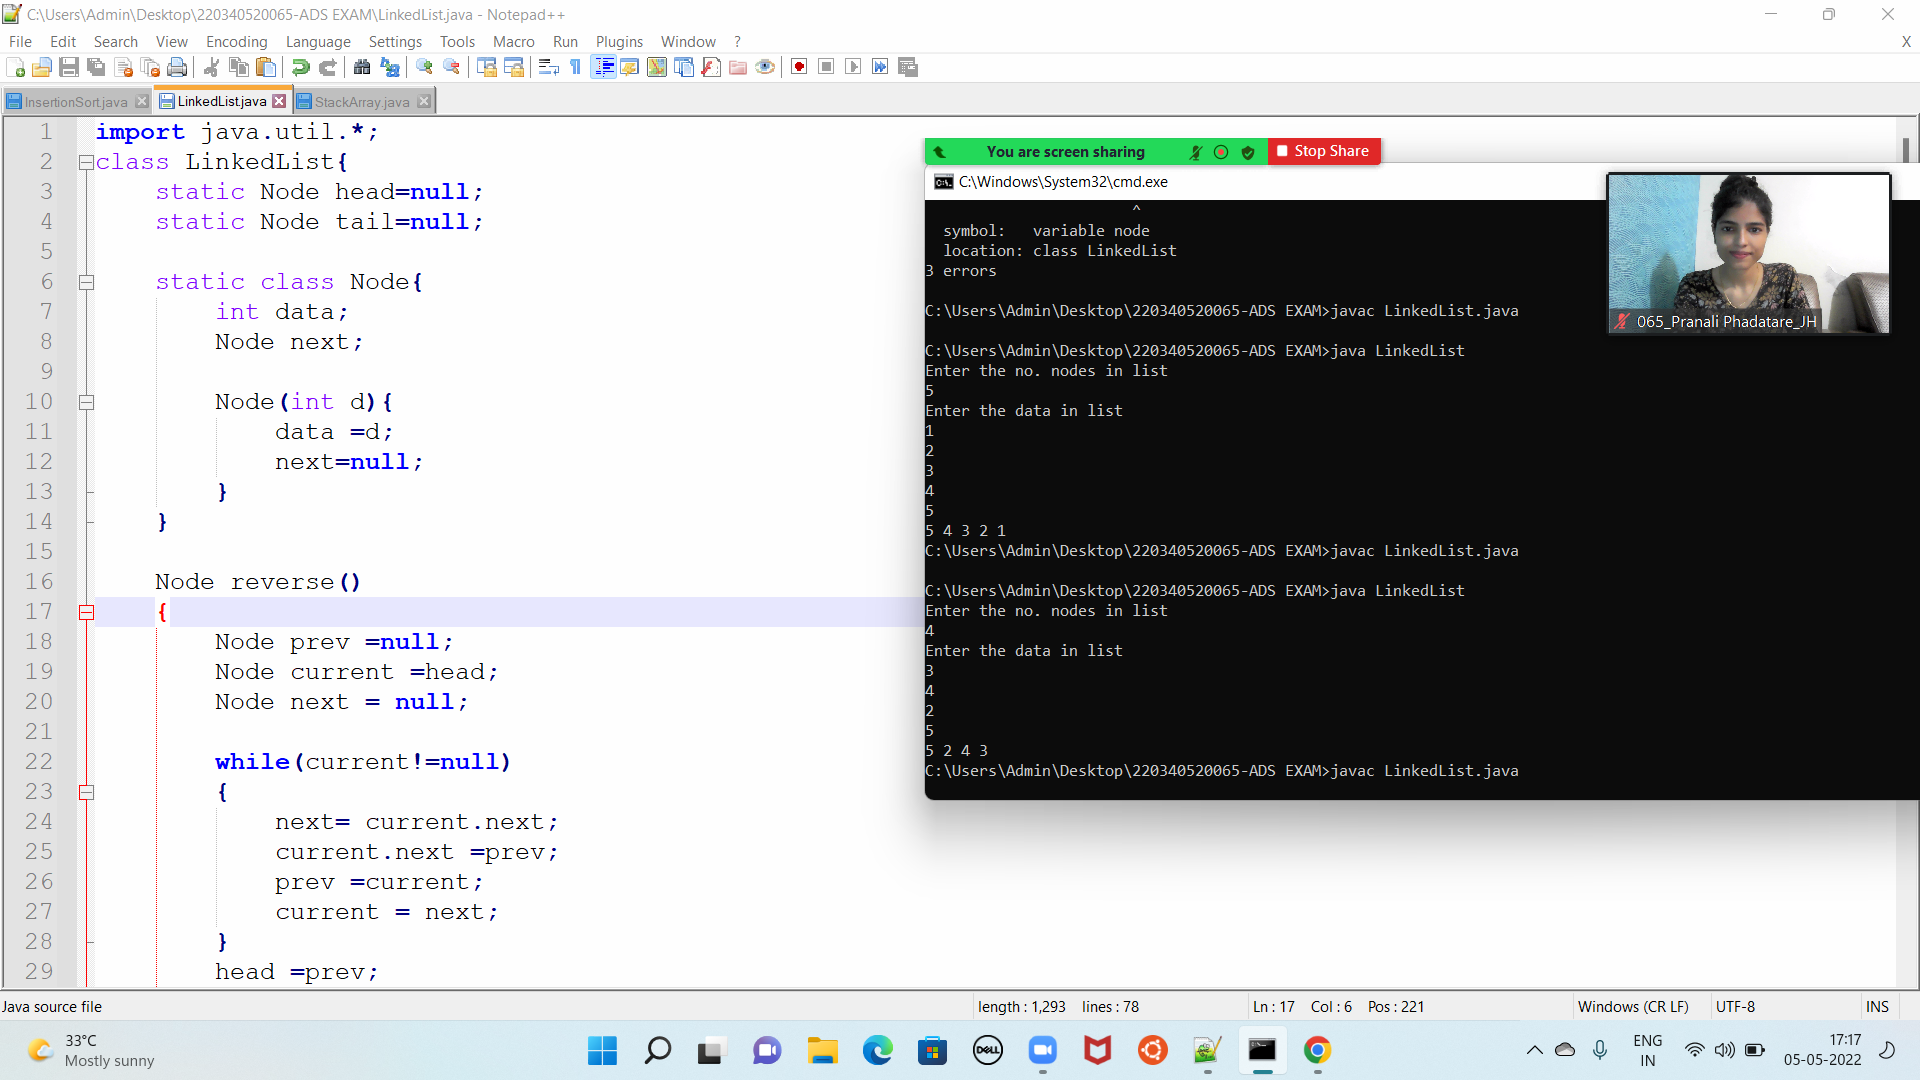 C:\Users\Admin\Desktop\220340520065-ADS EXAM\LinkedList.java - Notepad++
File Edit Search View Encoding Language Settings Tools Macro Run Plugins Window ?
X
InsertionSort.java LinkedList.java StackArray.java
1 import java.util.*;
2 class LinkedList{
3 static Node head=null;
4 static Node tail=null;
5
6 static class Node{
7 int data;
8 Node next;
9
10 Node(int d){
11 data =d;
12 next=null;
13 }
14 }
15
16 Node reverse()
17 {
18 Node prev =null;
19 Node current =head;
20 Node next = null;
21
22 while(current!=null)
23 {
24 next= current.next;
25 current.next =prev;
26 prev =current;
27 current = next;
28 }
29 head =prev;
You are screen sharing Stop Share
C:\Windows\System32\cmd.exe
^
symbol: variable node
location: class LinkedList
3 errors
C:\Users\Admin\Desktop\220340520065-ADS EXAM>javac LinkedList.java
C:\Users\Admin\Desktop\220340520065-ADS EXAM>java LinkedList
Enter the no. nodes in list
5
Enter the data in list
1
2
3
4
5
5 4 3 2 1
C:\Users\Admin\Desktop\220340520065-ADS EXAM>javac LinkedList.java
C:\Users\Admin\Desktop\220340520065-ADS EXAM>java LinkedList
Enter the no. nodes in list
4
Enter the data in list
3
4
2
5
5 2 4 3
C:\Users\Admin\Desktop\220340520065-ADS EXAM>javac LinkedList.java
065_Pranali Phadatare_JH
Java source file length : 1,293 lines : 78 Ln : 17 Col : 6 Pos : 221 Windows (CR LF) UTF-8 INS
33°C
Mostly sunny
DELL
ENG
IN
17:17
05-05-2022